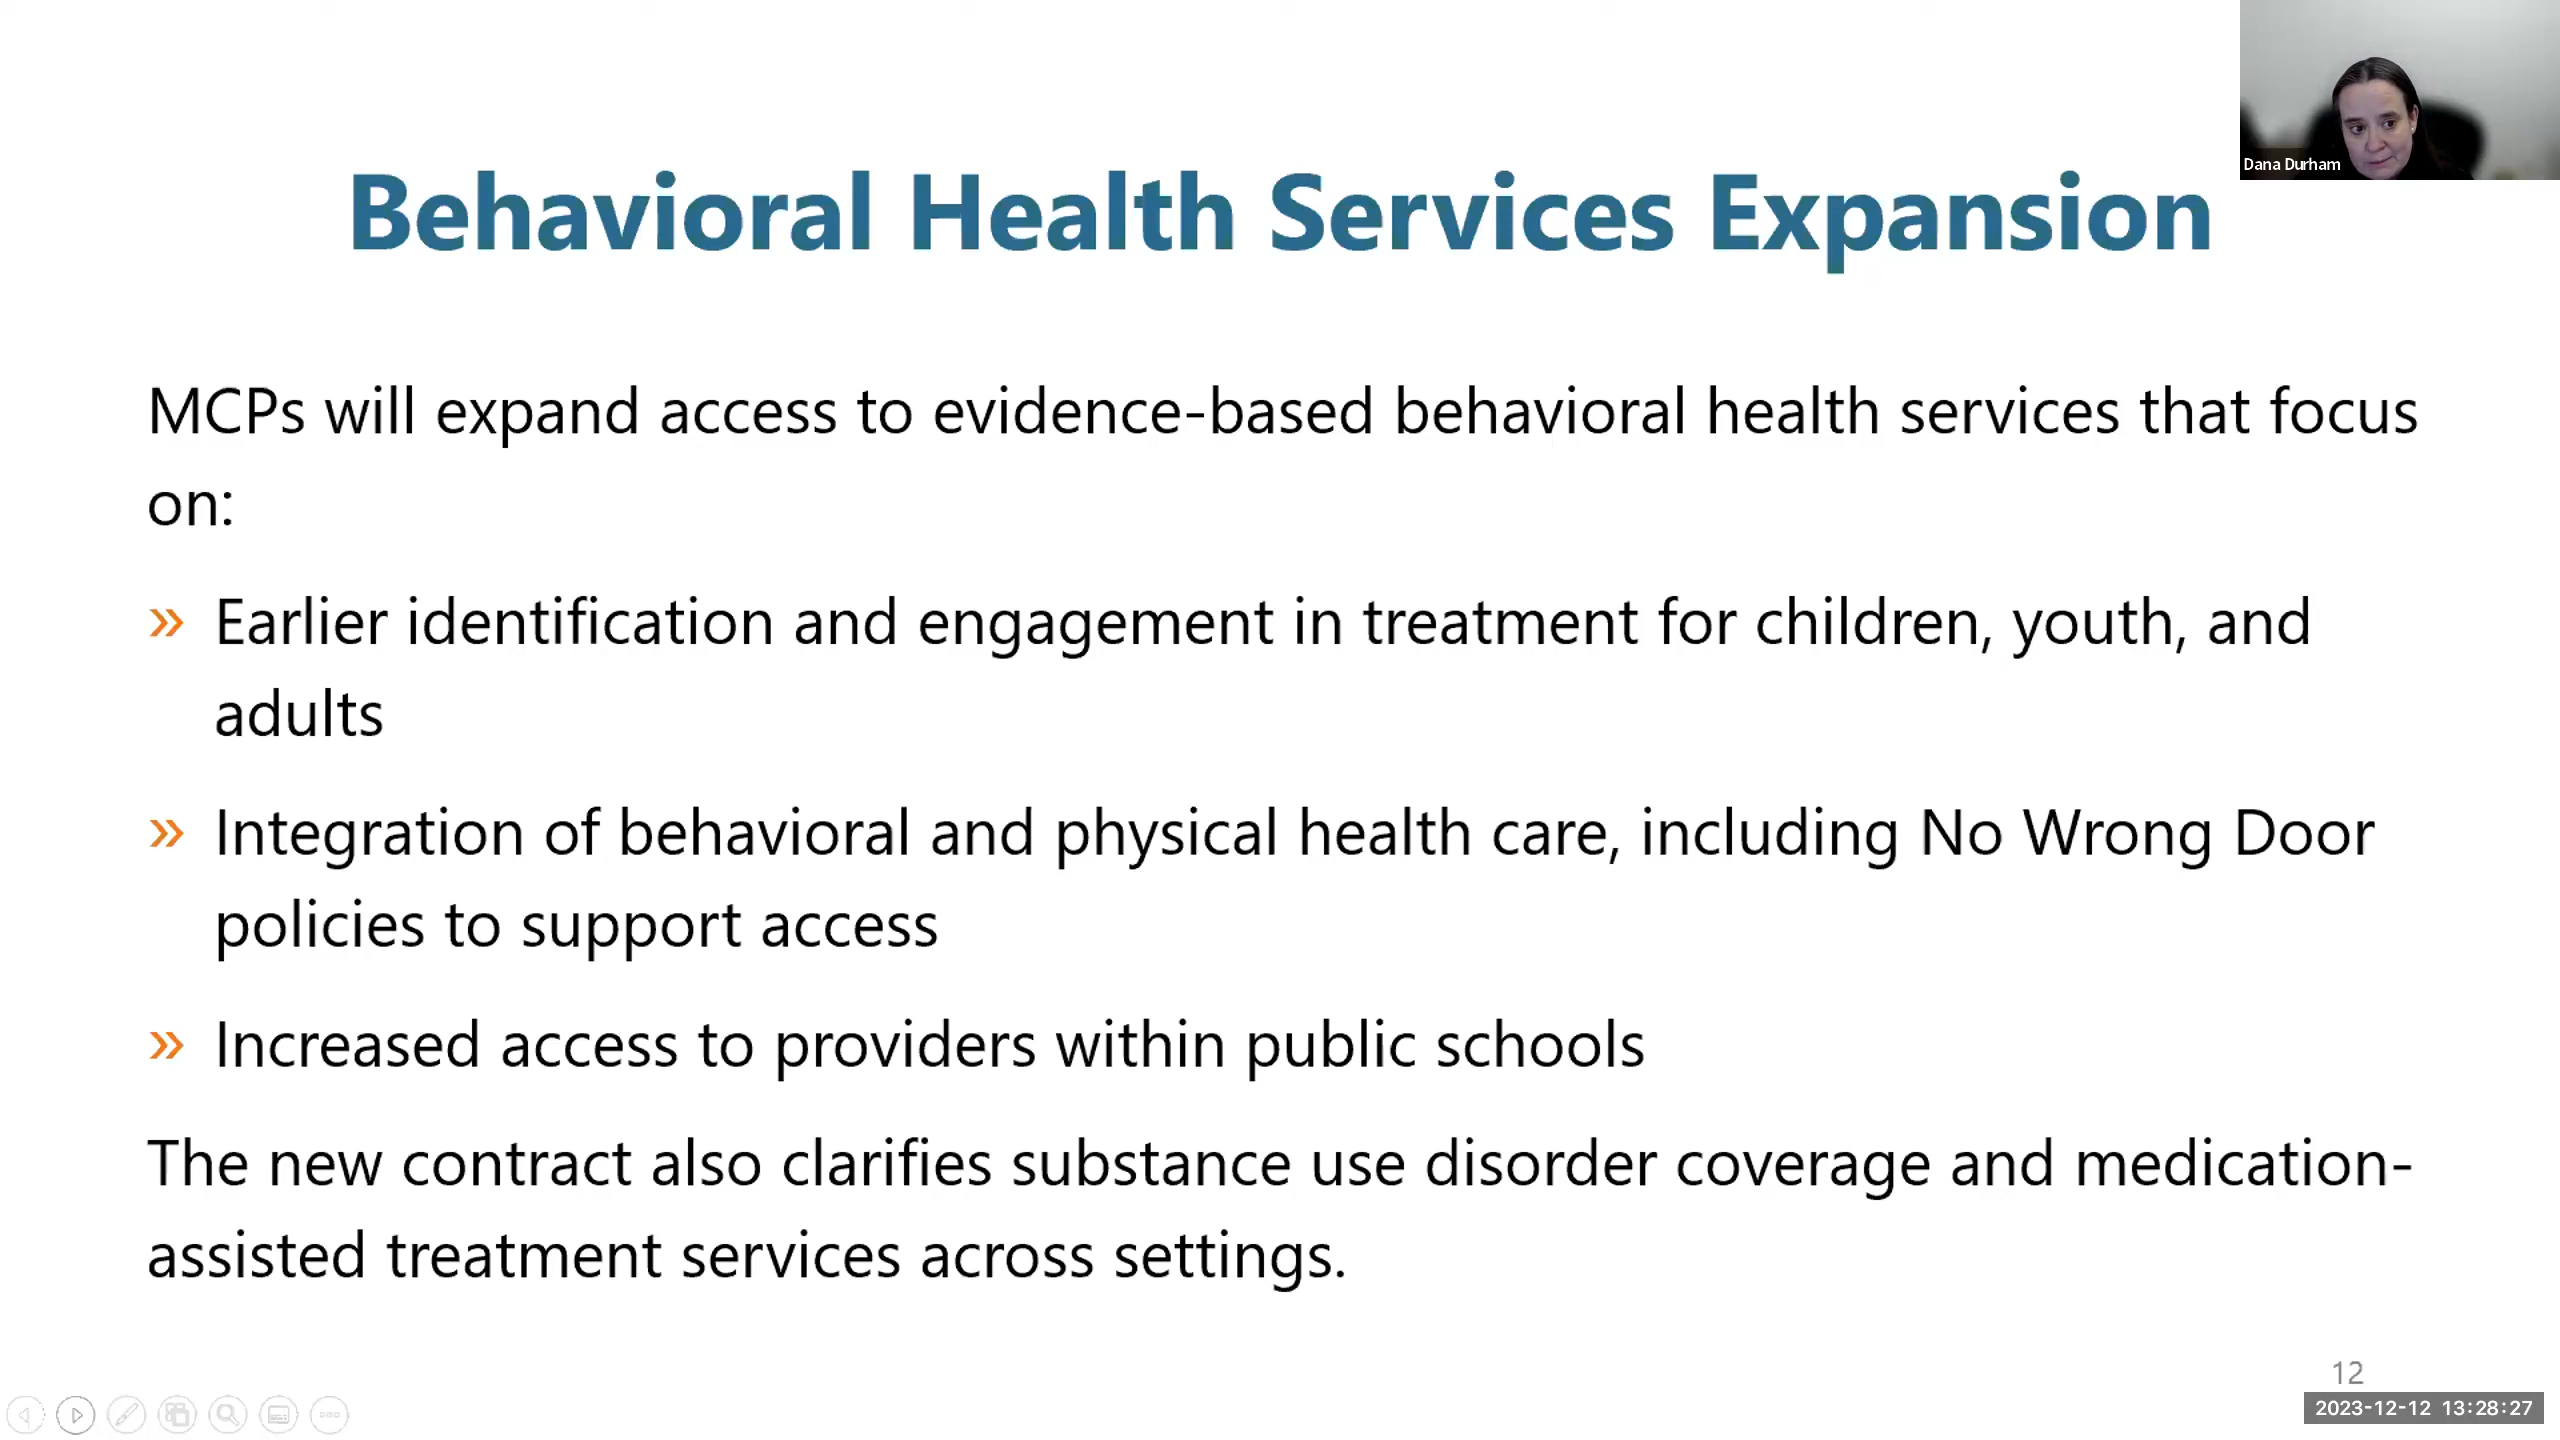 Dana Durham
Behavioral Health Services Expansion
MCPs will expand access to evidence-based behavioral health services that focus
on:
» Earlier identification and engagement in treatment for children, youth, and
adults
» Integration of behavioral and physical health care, including No Wrong Door
policies to support access
» Increased access to providers within public schools
The new contract also clarifies substance use disorder coverage and medication-
assisted treatment services across settings.
12
2023-12-12 13:28:27